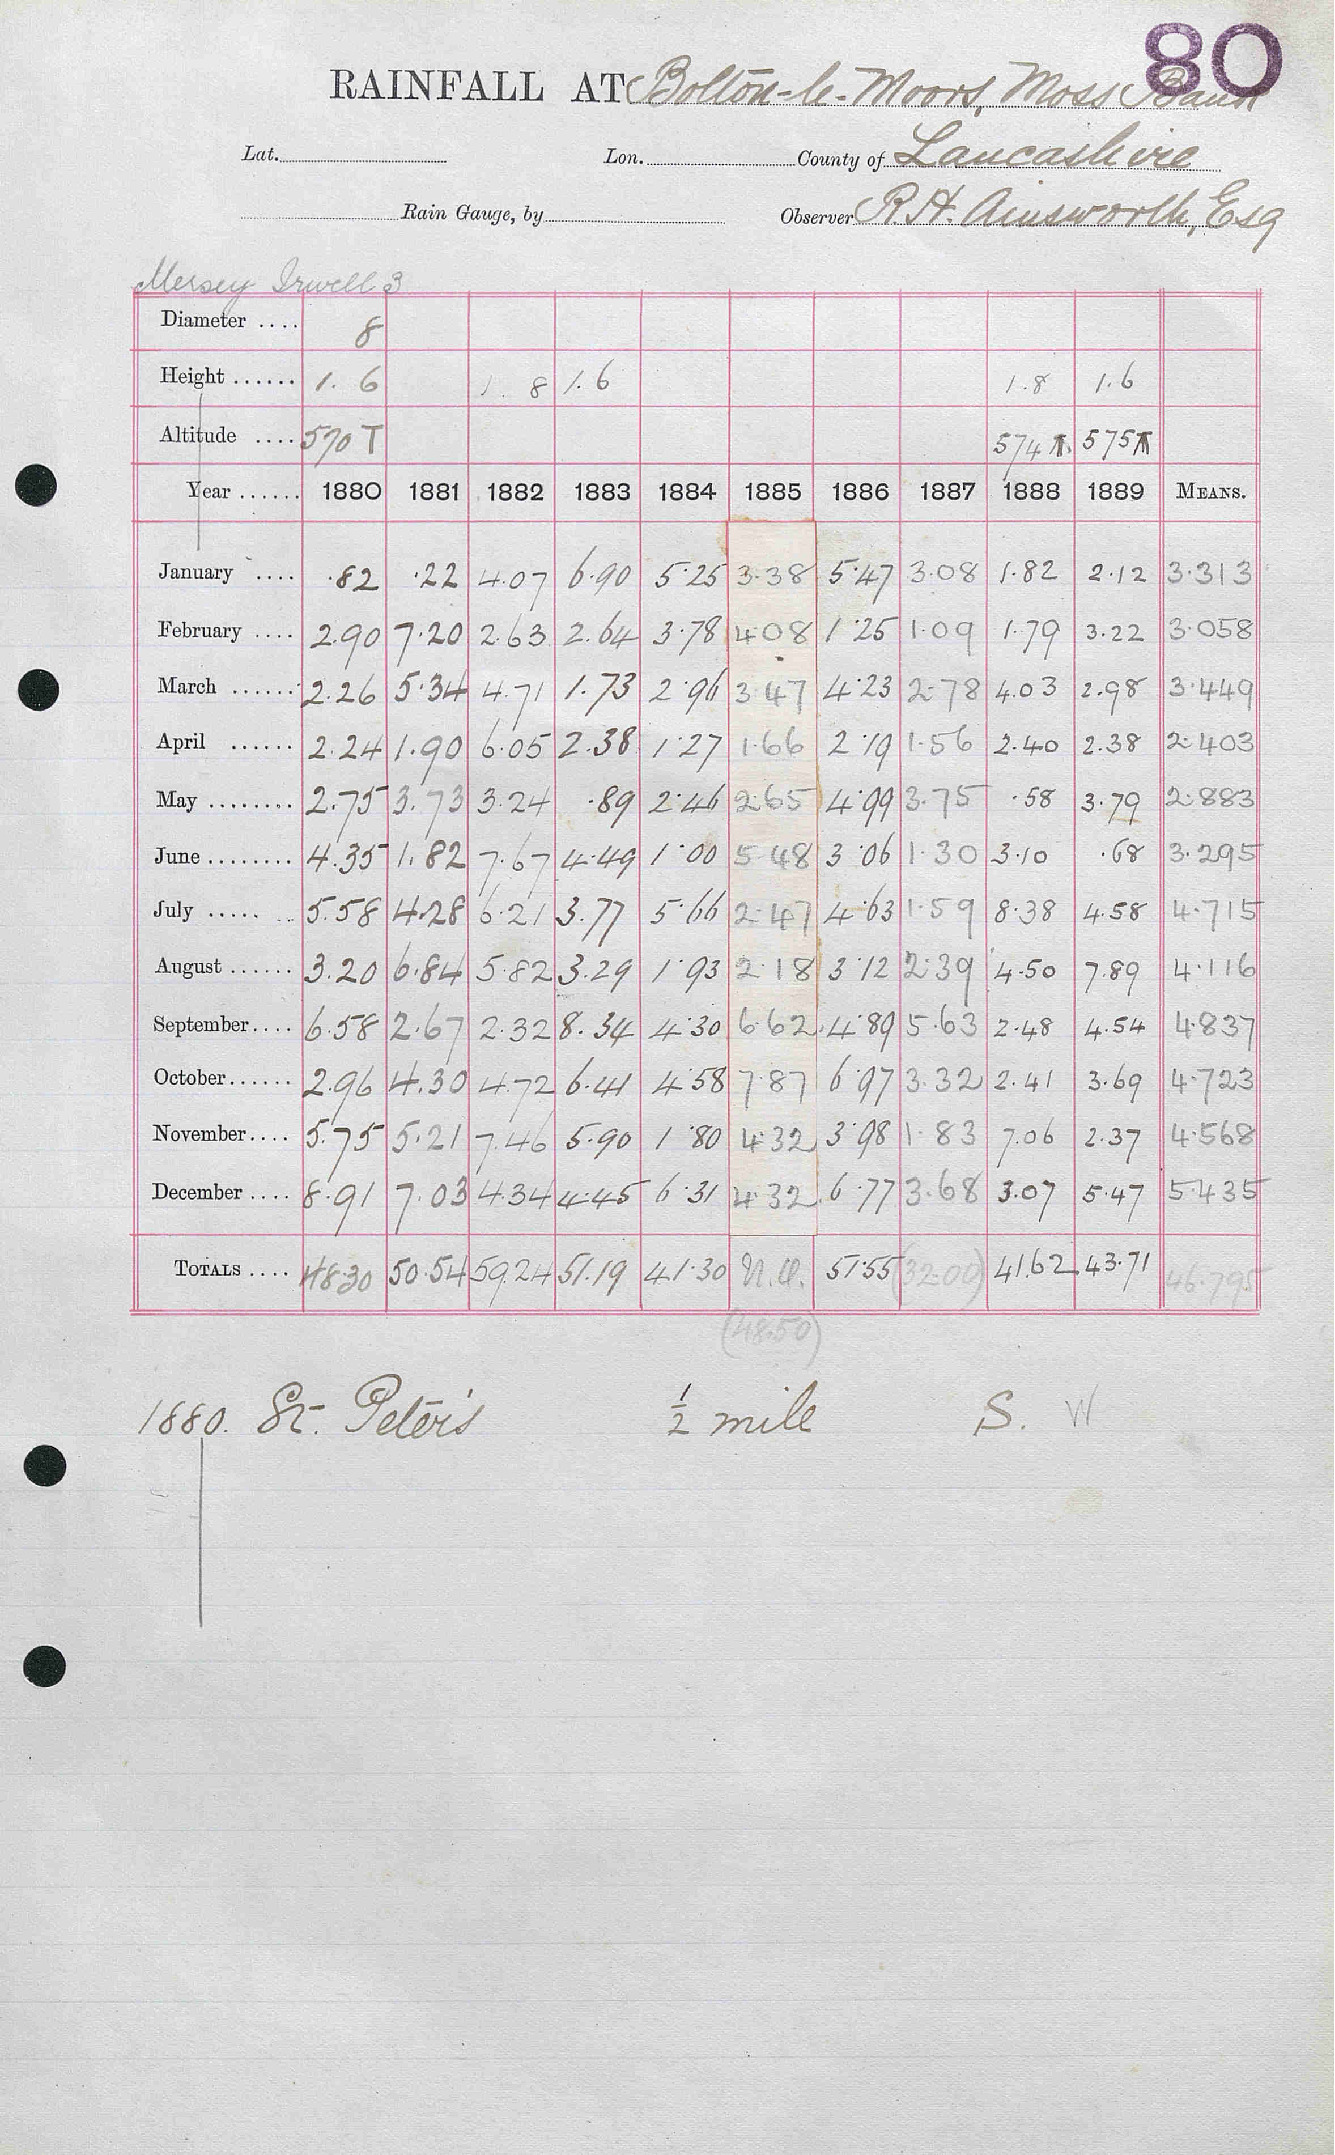 80
RAINFALL AT Bolton-le-Moors, Moss Bank
Lat. Lon. County of Lancashire
Rain Gauge, by Observer R. H. Ainsworth, Esq
Mersey Irwell 3
Diameter .... 8
Height ...... 1. 6 1. 8 1.6 1.8 1.6
Altitude .... 570 T 574 T. 575 T
Year ...... 1880 1881 1882 1883 1884 1885 1886 1887 1888 1889 MEANS.
January .... .82 .22 4.07 6.90 5.25 3.38 5.47 3.08 1.82 2.12 3.313
February .... 2.90 7.20 2.63 2.64 3.78 4.08 1.25 1.09 1.79 3.22 3.058
March ...... 2.26 5.34 4.71 1.73 2.96 3.47 4.23 2.78 4.03 2.98 3.449
April ...... 2.24 1.90 6.05 2.38 1.27 1.66 2.19 1.56 2.40 2.38 2.403
May ........ 2.75 3.73 3.24 .89 2.46 2.65 4.99 3.75 .58 3.79 2.883
June ........ 4.35 1.82 7.67 4.49 1.00 5.48 3.06 1.30 3.10 .68 3.295
July ..... .. 5.58 4.28 6.21 3.77 5.66 2.47 4.63 1.59 8.38 4.58 4.715
August ...... 3.20 6.84 5.82 3.29 1.93 2.18 3.12 2.39 4.50 7.89 4.116
September.... 6.58 2.67 2.32 8.34 4.30 6.62 4.89 5.63 2.48 4.54 4.837
October...... 2.96 4.30 4.72 6.41 4.58 7.87 6.97 3.32 2.41 3.69 4.723
November.... 5.75 5.21 7.46 5.90 1.80 4.32 3.98 1.83 7.06 2.37 4.568
December .... 8.91 7.03 4.34 4.45 6.31 4.32 6.77 3.68 3.07 5.47 5.435
TOTALS .... 48.30 50.54 59.24 51.19 41.30 51.55 (32.00) 41.62 43.71 46.795
(48.50)
1880. St. Peter's 1/2 mile S. W